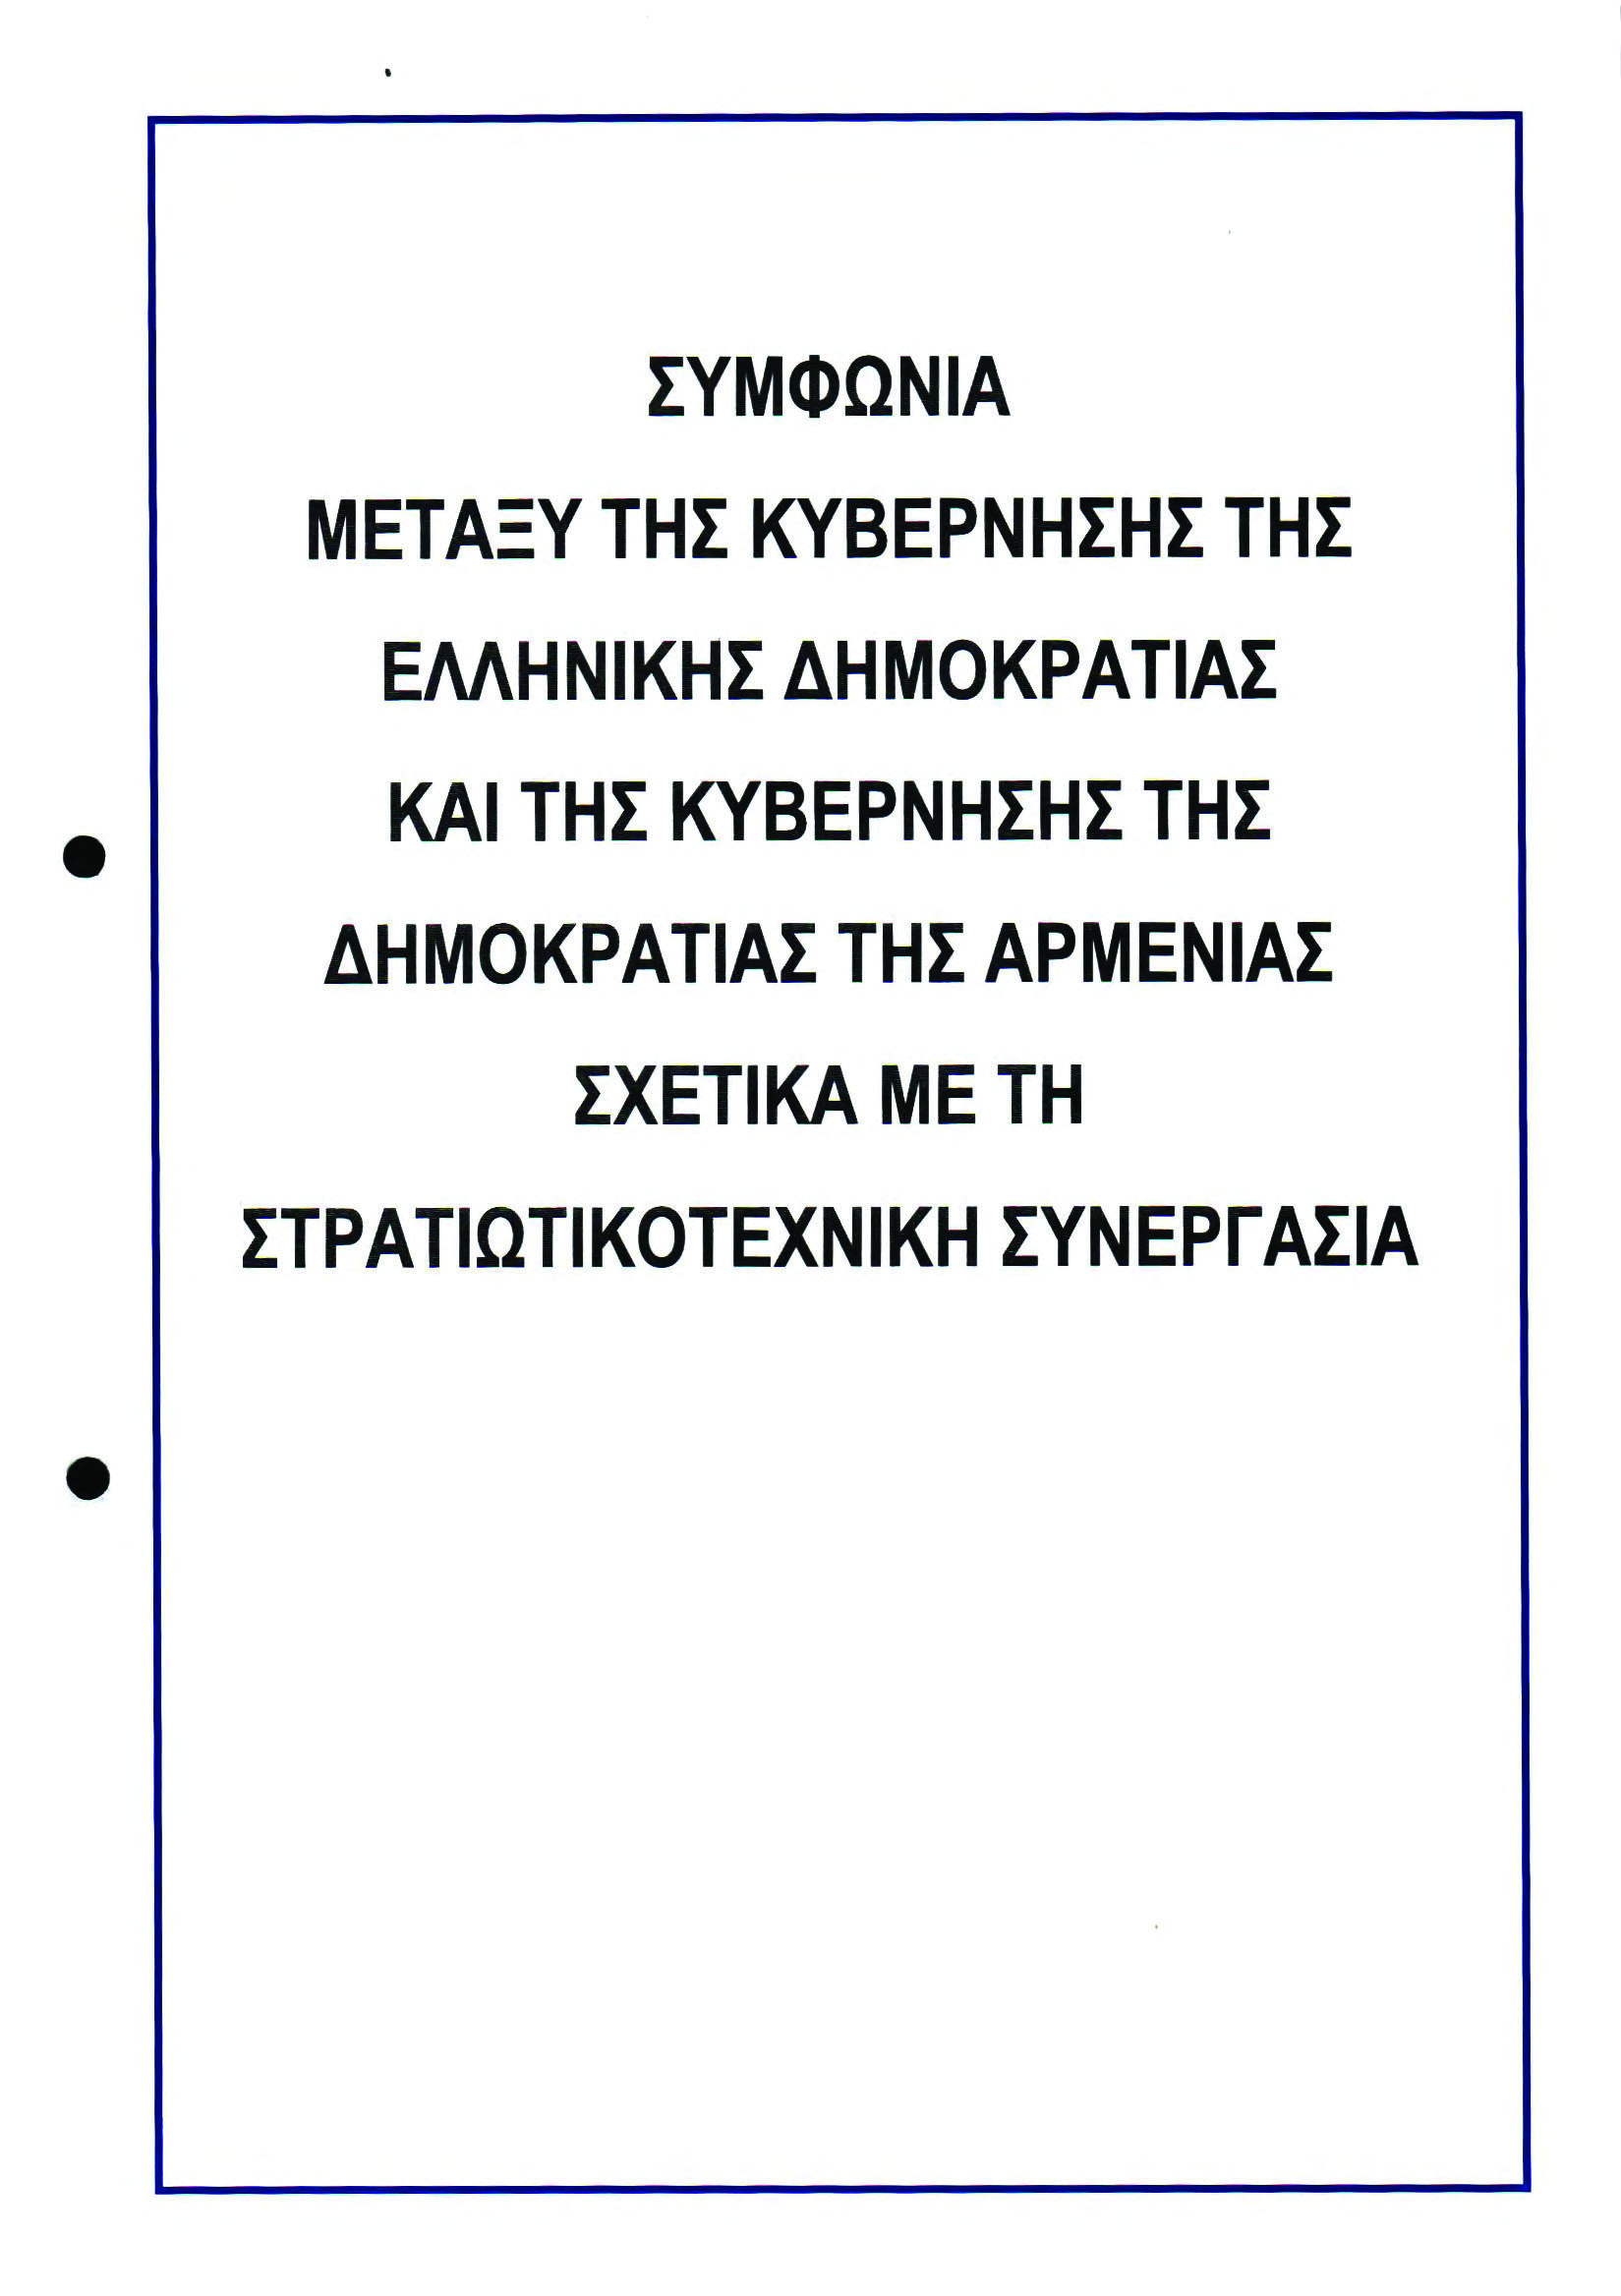 ΣΥΜΦΩΝΙΑ
ΜΕΤΑΞΥ ΤΗΣ ΚΥΒΕΡΝΗΣΗΣ ΤΗΣ
ΕΛΛΗΝΙΚΗΣ ΔΗΜΟΚΡΑΤΙΑΣ
ΚΑΙ ΤΗΣ ΚΥΒΕΡΝΗΣΗΣ ΤΗΣ
ΔΗΜΟΚΡΑΤΙΑΣ ΤΗΣ ΑΡΜΕΝΙΑΣ
ΣΧΕΤΙΚΑ ΜΕ ΤΗ
ΣΤΡΑΤΙΩΤΙΚΟΤΕΧΝΙΚΗ ΣΥΝΕΡΓΑΣΙΑ